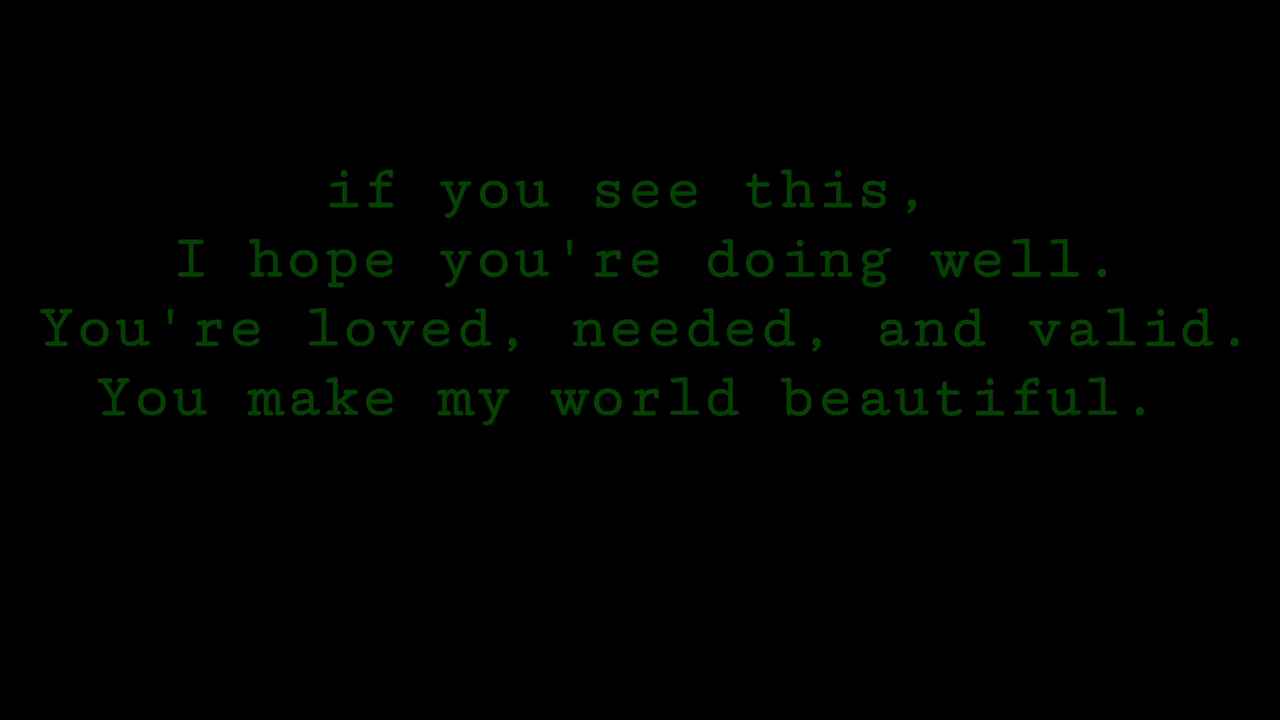 if you see this,
I hope you're doing well.
You're loved, needed, and valid.
You make my world beautiful.